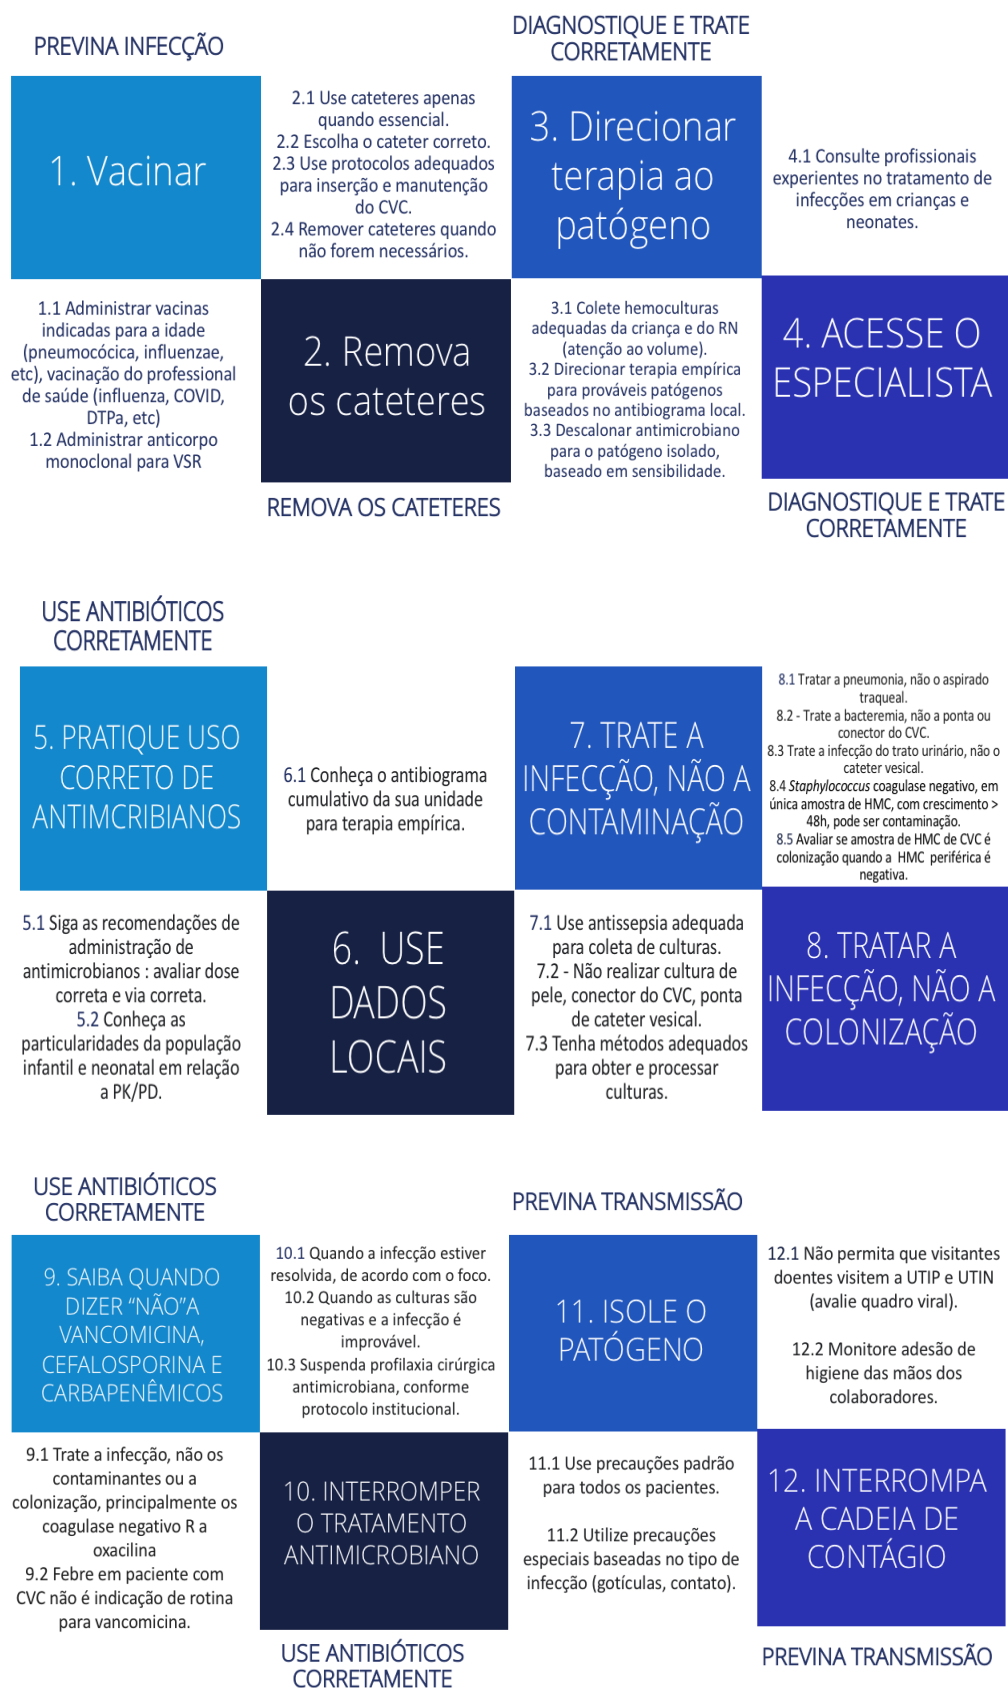 PREVINA INFECÇÃO
1. Vacinar
1.1 Administrar vacinas
indicadas para a idade
(pneumocócica, influenzae,
etc), vacinação do professional
de saúde (influenza, COVID,
DTPa, etc)
1.2 Administrar anticorpo
monoclonal para VSR
2.1 Use cateteres apenas
quando essencial.
2.2 Escolha o cateter correto.
2.3 Use protocolos adequados
para inserção e manutenção
do CVC.
2.4 Remover cateteres quando
não forem necessários.
2. Remova
os cateteres
REMOVA OS CATETERES
DIAGNOSTIQUE E TRATE
CORRETAMENTE
3. Direcionar
terapia ao
patógeno
3.1 Colete hemoculturas
adequadas da criança e do RN
(atenção ao volume).
3.2 Direcionar terapia empírica
para prováveis patógenos
baseados no antibiograma local.
3.3 Descalonar antimicrobiano
para o patógeno isolado,
baseado em sensibilidade.
4.1 Consulte profissionais
experientes no tratamento de
infecções em crianças e
neonates.
4. ACESSE O
ESPECIALISTA
DIAGNOSTIQUE E TRATE
CORRETAMENTE
USE ANTIBIÓTICOS
CORRETAMENTE
5. PRATIQUE USO
CORRETO DE
ANTIMCRIBIANOS
5.1 Siga as recomendações de
administração de
antimicrobianos : avaliar dose
correta e via correta.
5.2 Conheça as
particularidades da população
infantil e neonatal em relação
a PK/PD.
6.1 Conheça o antibiograma
cumulativo da sua unidade
para terapia empírica.
6. USE
DADOS
LOCAIS
7. TRATE A
INFECÇÃO, NÃO A
CONTAMINAÇÃO
7.1 Use antissepsia adequada
para coleta de culturas.
7.2 - Não realizar cultura de
pele, conector do CVC, ponta
de cateter vesical.
7.3 Tenha métodos adequados
para obter e processar
culturas.
8.1 Tratar a pneumonia, não o aspirado
traqueal.
8.2 - Trate a bacteremia, não a ponta ou
conector do CVC.
8.3 Trate a infecção do trato urinário, não o
cateter vesical.
8.4 Staphylococcus coagulase negativo, em
única amostra de HMC, com crescimento >
48h, pode ser contaminação.
8.5 Avaliar se amostra de HMC de CVC é
colonização quando a HMC periférica é
negativa.
8. TRATAR A
INFECÇÃO, NÃO A
COLONIZAÇÃO
USE ANTIBIÓTICOS
CORRETAMENTE
9. SAIBA QUANDO
DIZER “NÃO”A
VANCOMICINA,
CEFALOSPORINA E
CARBAPENÊMICOS
9.1 Trate a infecção, não os
contaminantes ou a
colonização, principalmente os
coagulase negativo R a
oxacilina
9.2 Febre em paciente com
CVC não é indicação de rotina
para vancomicina.
10.1 Quando a infecção estiver
resolvida, de acordo com o foco.
10.2 Quando as culturas são
negativas e a infecção é
improvável.
10.3 Suspenda profilaxia cirúrgica
antimicrobiana, conforme
protocolo institucional.
10. INTERROMPER
O TRATAMENTO
ANTIMICROBIANO
USE ANTIBIÓTICOS
CORRETAMENTE
PREVINA TRANSMISSÃO
11. ISOLE O
PATÓGENO
11.1 Use precauções padrão
para todos os pacientes.
11.2 Utilize precauções
especiais baseadas no tipo de
infecção (gotículas, contato).
12.1 Não permita que visitantes
doentes visitem a UTIP e UTIN
(avalie quadro viral).
12.2 Monitore adesão de
higiene das mãos dos
colaboradores.
12. INTERROMPA
A CADEIA DE
CONTÁGIO
PREVINA TRANSMISSÃO